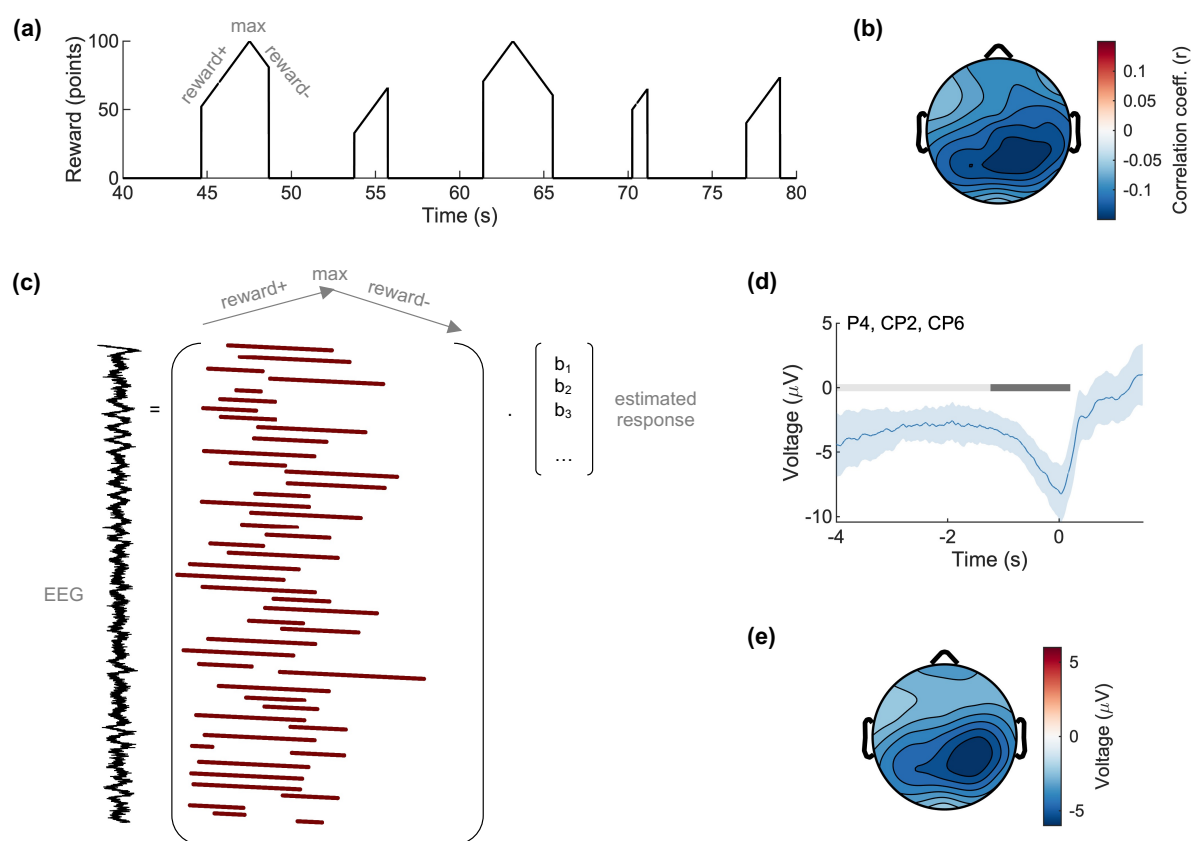 (a)
max
reward+
reward-
Reward (points)
100
50
0
40 45 50 55 60 65 70 75 80
Time (s)
(b)
0.1
0.05
0
-0.05
-0.1
Correlation coeff. (r)
(c)
max
reward+
reward-
EEG
=
.
b1
b2
b3
...
estimated
response
(d)
P4, CP2, CP6
5
0
-5
-10
Voltage (μV)
-4 -2 0
Time (s)
(e)
5
0
-5
Voltage (μV)